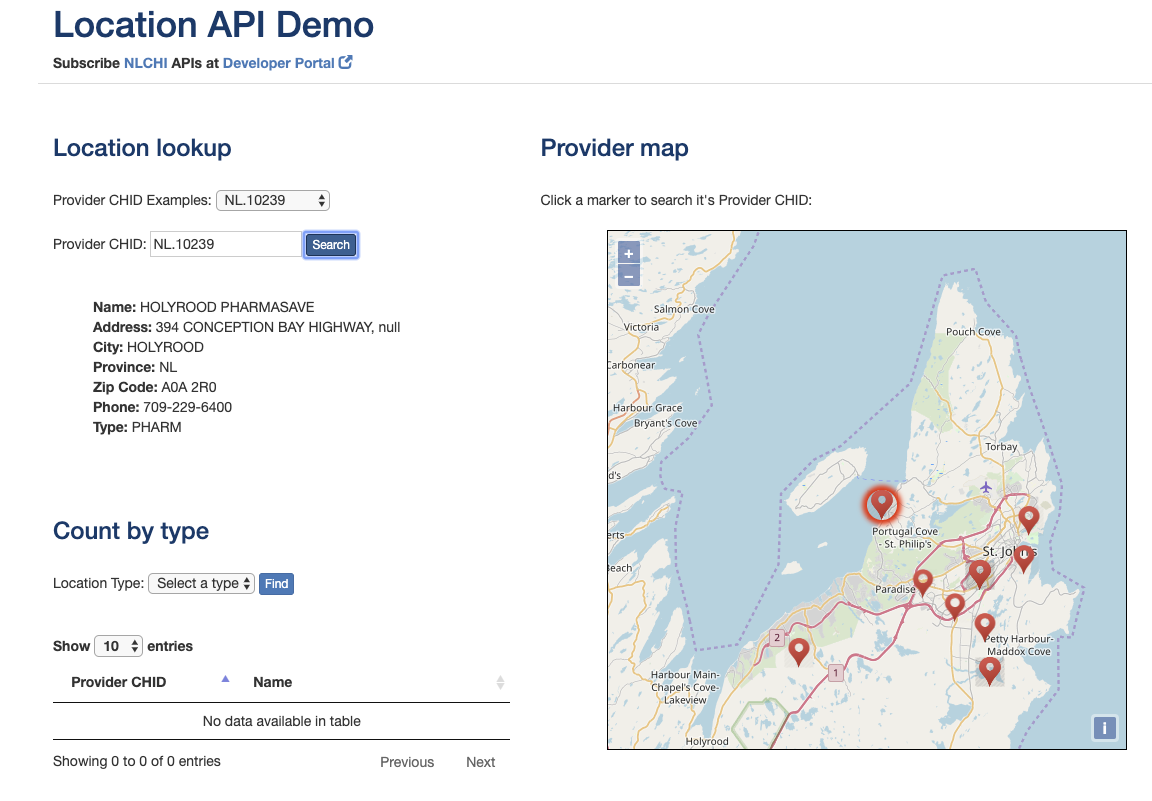 Location API Demo
Subscribe NLCHI APIs at Developer Portal
Location lookup
Provider CHID Examples: NL.10239
Provider CHID: NL.10239 Search
Name: HOLYROOD PHARMASAVE
Address: 394 CONCEPTION BAY HIGHWAY, null
City: HOLYROOD
Province: NL
Zip Code: A0A 2R0
Phone: 709-229-6400
Type: PHARM
Count by type
Location Type: Select a type Find
Show 10 entries
Provider CHID Name
No data available in table
Showing 0 to 0 of 0 entries Previous Next
Provider map
Click a marker to search it's Provider CHID:
+
−
Salmon Cove
Victoria
Pouch Cove
Carbonear
Harbour Grace
Bryant's Cove
Torbay
d's
Portugal Cove
- St. Philip's
erts
St. John's
Beach
Paradise
2
Petty Harbour-
Maddox Cove
1
Harbour Main-
Chapel's Cove-
Lakeview
Holyrood
i